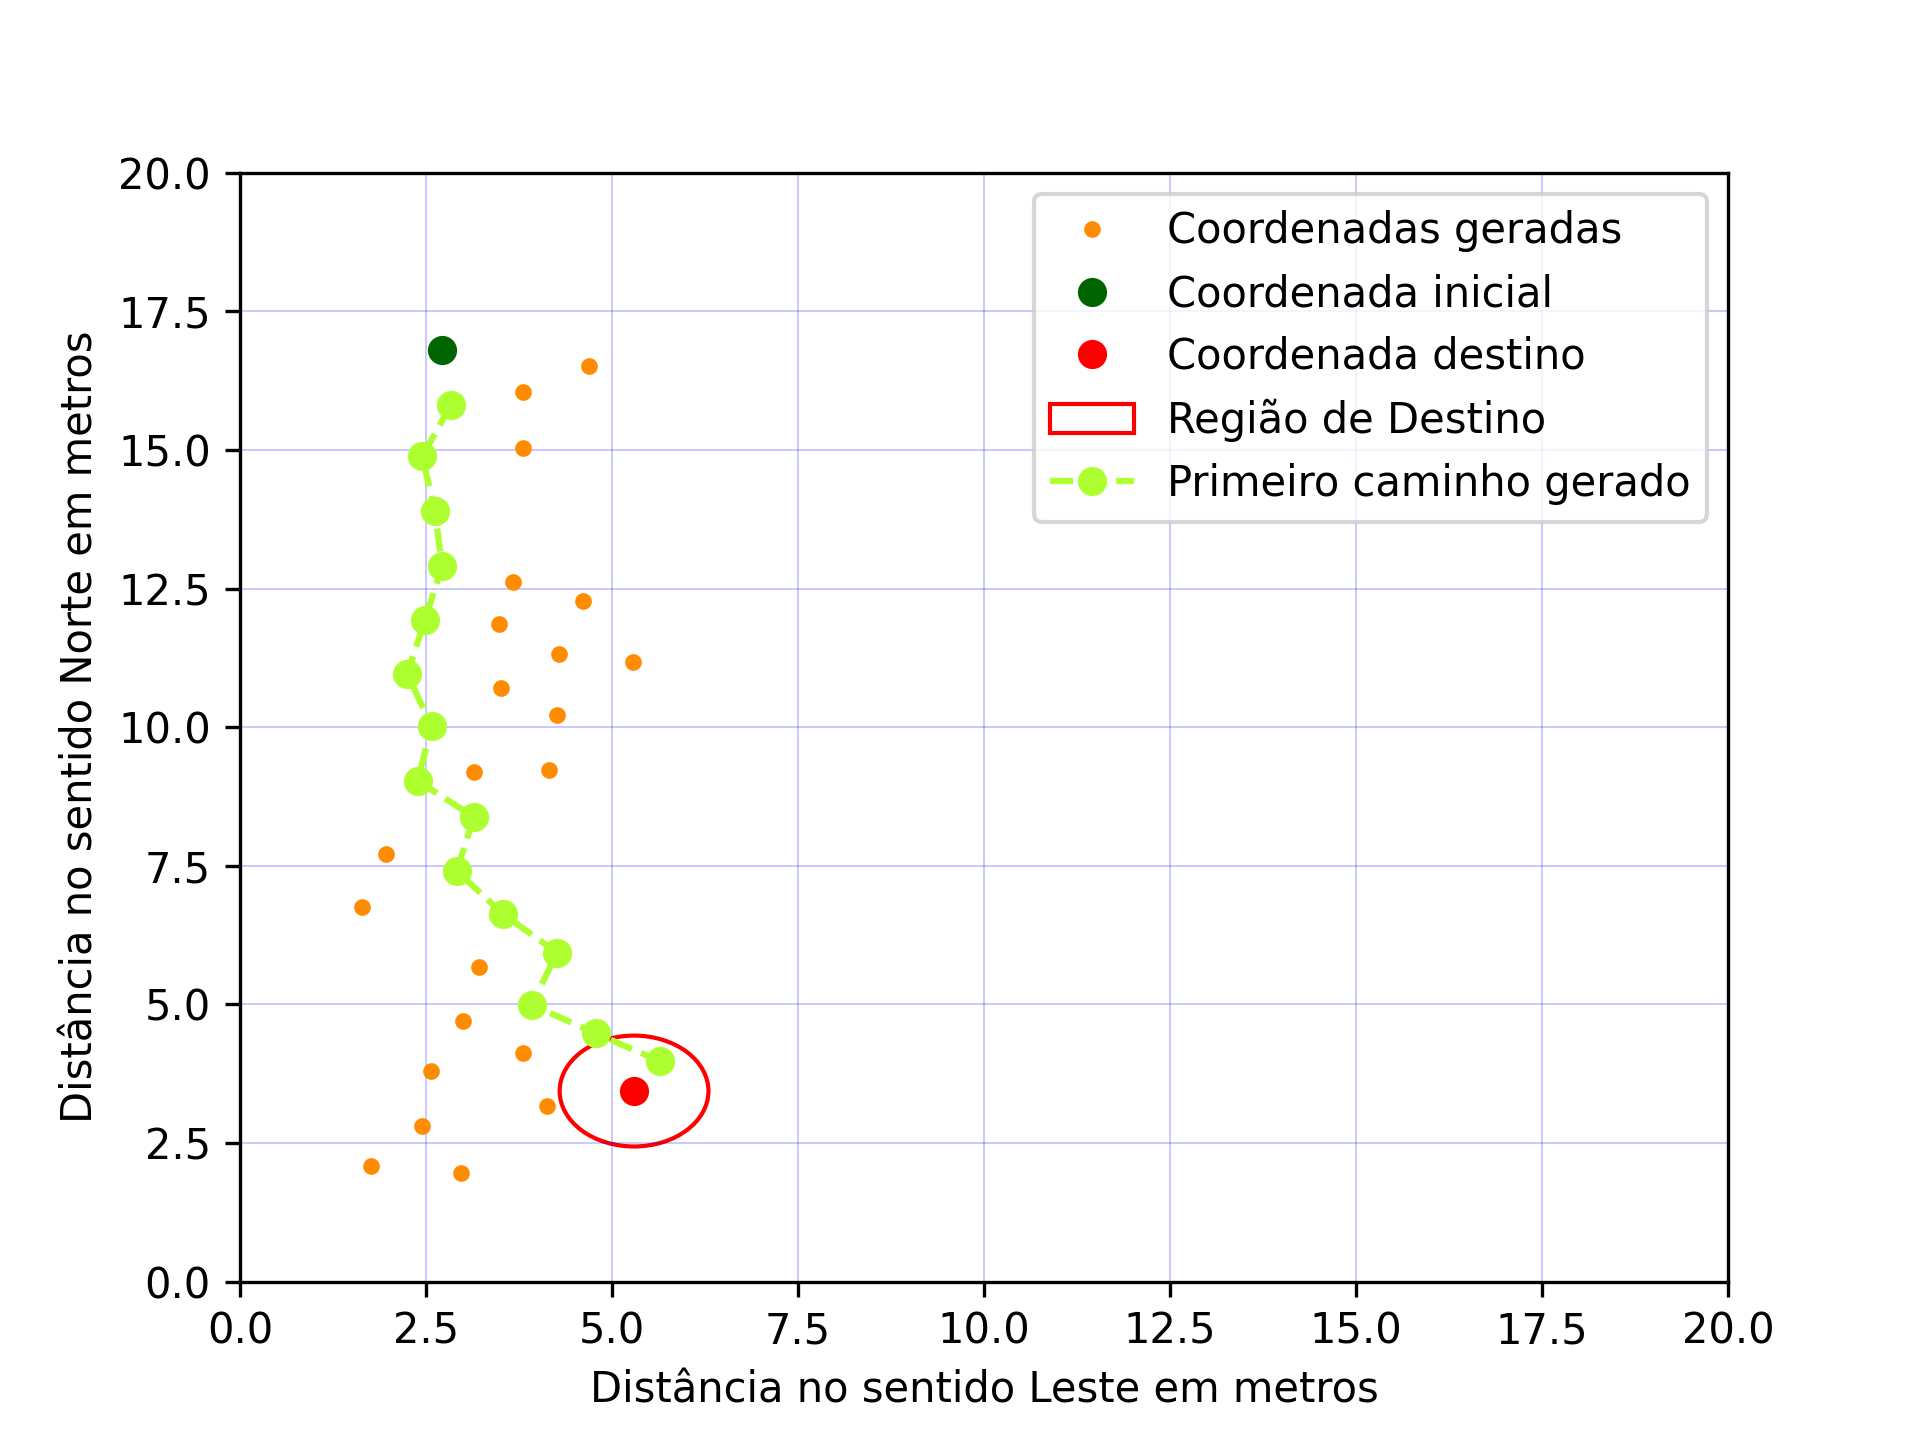 20.0
17.5
15.0
12.5
10.0
7.5
5.0
2.5
0.0
0.0 2.5 5.0 7.5 10.0 12.5 15.0 17.5 20.0
Distância no sentido Norte em metros
Distância no sentido Leste em metros
Coordenadas geradas
Coordenada inicial
Coordenada destino
Região de Destino
Primeiro caminho gerado